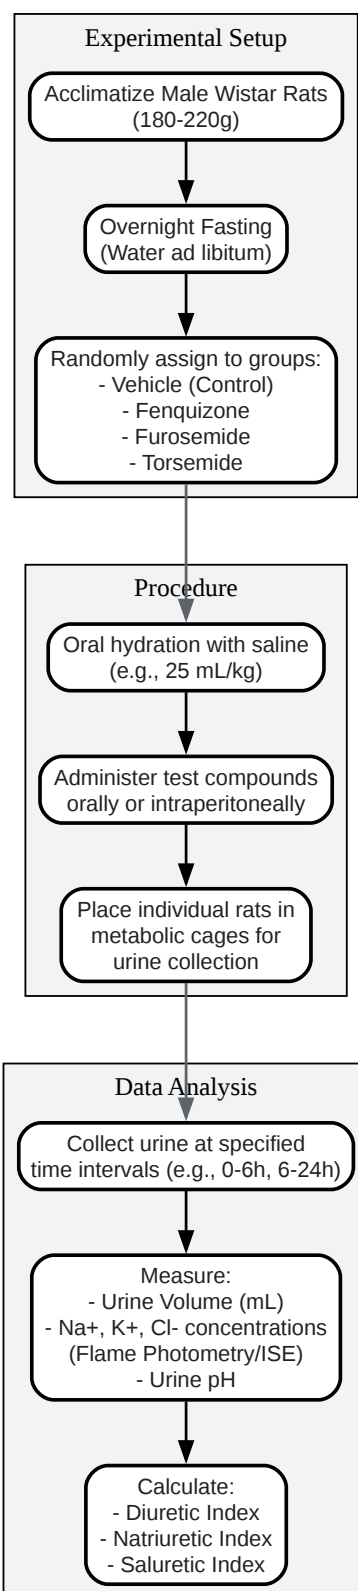 Experimental Setup
Acclimatize Male Wistar Rats
(180-220g)
Overnight Fasting
(Water ad libitum)
Randomly assign to groups:
- Vehicle (Control)
- Fenquizone
- Furosemide
- Torsemide
Procedure
Oral hydration with saline
(e.g., 25 mL/kg)
Administer test compounds
orally or intraperitoneally
Place individual rats in
metabolic cages for
urine collection
Data Analysis
Collect urine at specified
time intervals (e.g., 0-6h, 6-24h)
Measure:
- Urine Volume (mL)
- Na+, K+, Cl- concentrations
(Flame Photometry/ISE)
- Urine pH
Calculate:
- Diuretic Index
- Natriuretic Index
- Saluretic Index